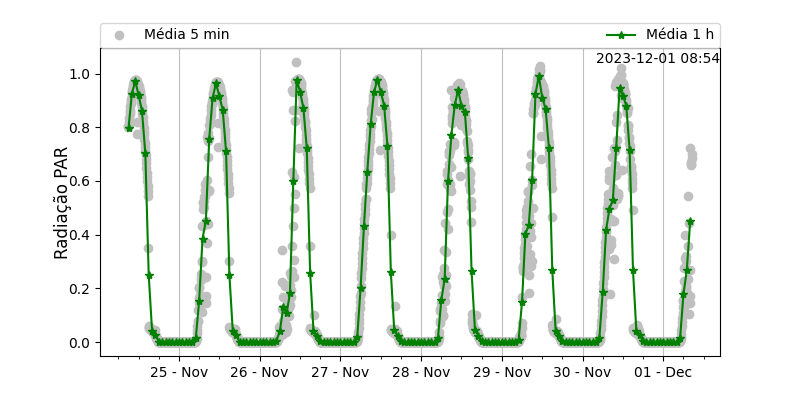 Média 5 min
Média 1 h
2023-12-01 08:54
Radiação PAR
1.0
0.8
0.6
0.4
0.2
0.0
25 - Nov
26 - Nov
27 - Nov
28 - Nov
29 - Nov
30 - Nov
01 - Dec